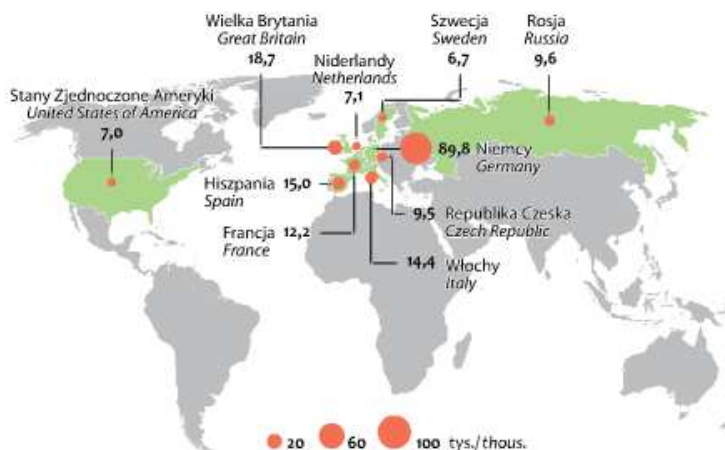 Wielka Brytania
Great Britain
18,7
Niderlandy
Netherlands
7,1
Szwecja
Sweden
6,7
Rosja
Russia
9,6
Stany Zjednoczone Ameryki
United States of America
7,0
89,8 Niemcy
Germany
Hiszpania 15,0
Spain
9,5 Republika Czeska
Czech Republic
Francja 12,2
France
14,4 Włochy
Italy
20 60 100 tys./thous.